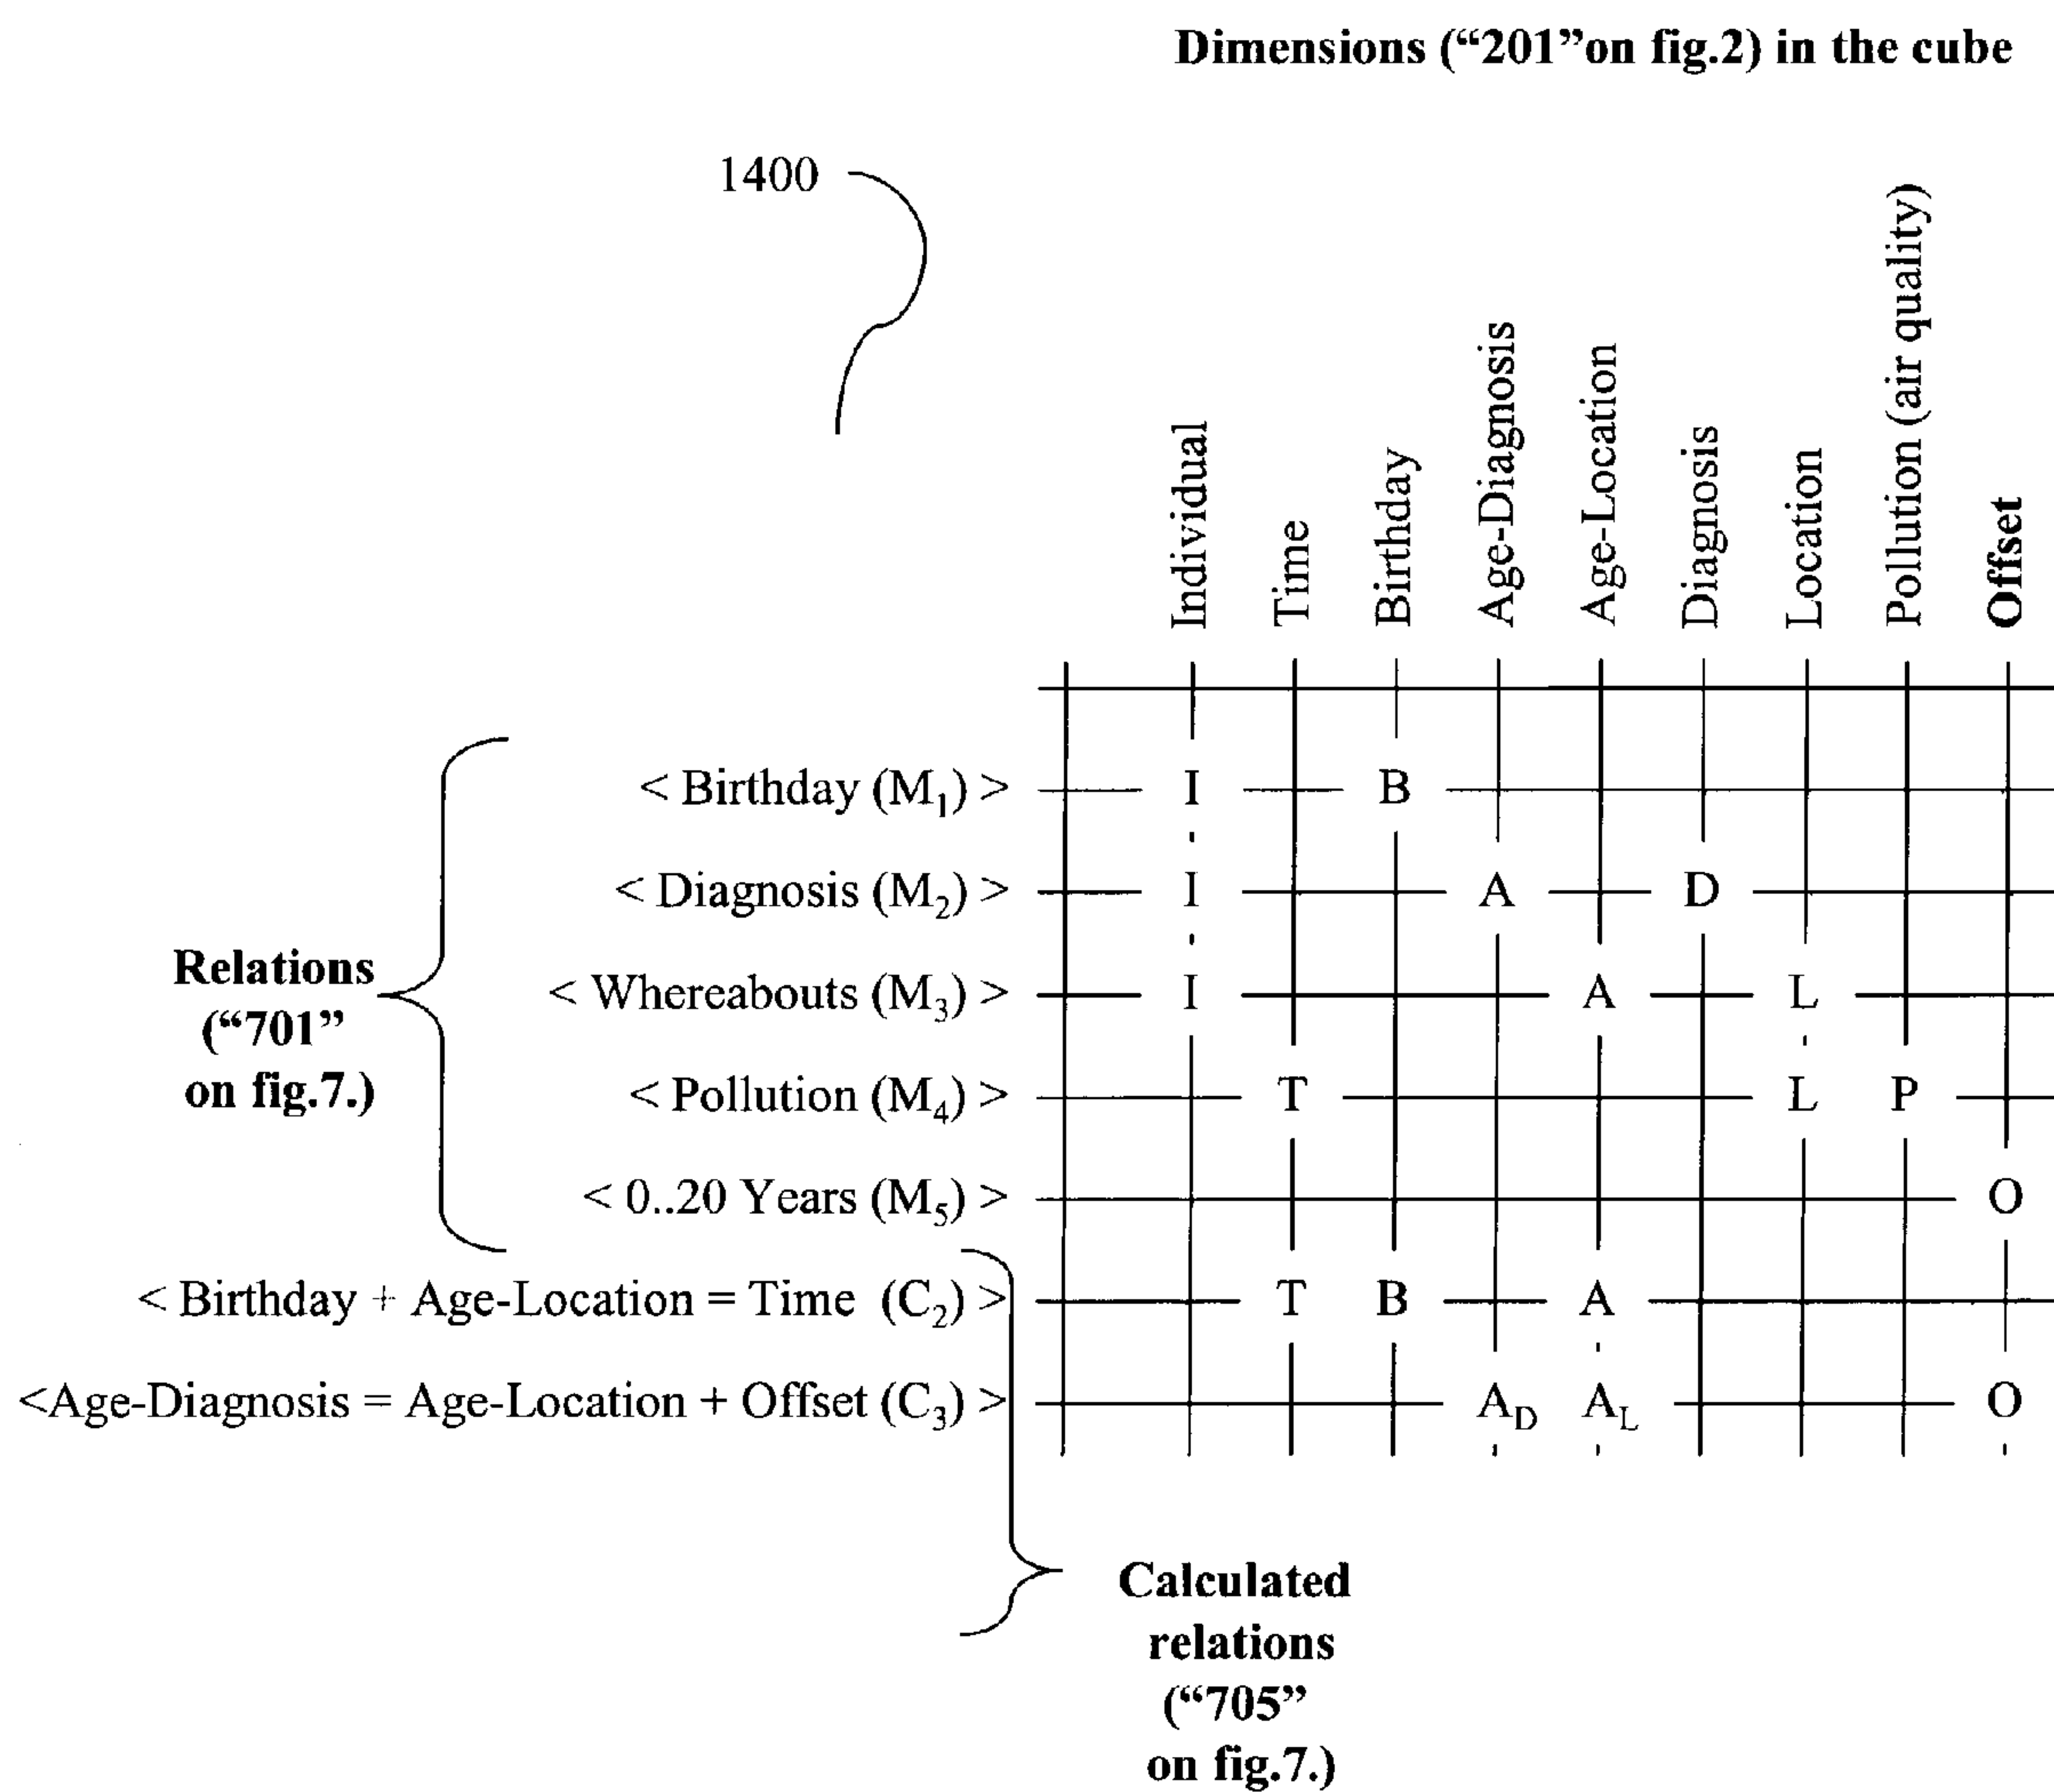 Dimensions (“201”on fig.2) in the cube
1400
Individual
Time
Birthday
Age-Diagnosis
Age-Location
Diagnosis
Location
Pollution (air quality)
Offset
< Birthday (M1) > I B
< Diagnosis (M2) > I A D
< Whereabouts (M3) > I A L
< Pollution (M4) > T L P
< 0..20 Years (M5) > O
< Birthday + Age-Location = Time (C2) > T B A
<Age-Diagnosis = Age-Location + Offset (C3) > AD AL O
Relations
(“701”
on fig.7.)
Calculated
relations
(“705”
on fig.7.)